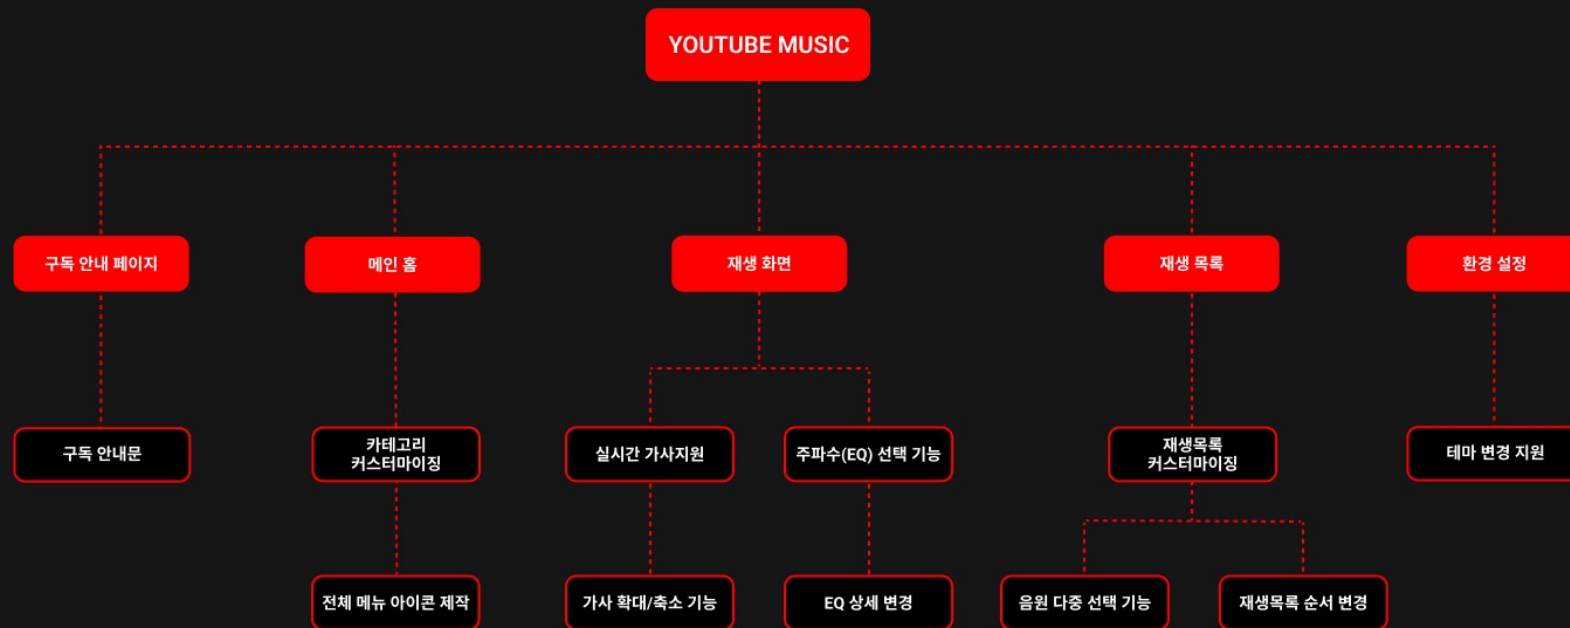 YOUTUBE MUSIC
구독 안내 페이지
메인 홈
재생 화면
재생 목록
환경 설정
구독 안내문
카테고리
커스터마이징
실시간 가사지원
주파수(EQ) 선택 기능
재생목록
커스터마이징
테마 변경 지원
전체 메뉴 아이콘 제작
가사 확대/축소 기능
EQ 상세 변경
음원 다중 선택 기능
재생목록 순서 변경